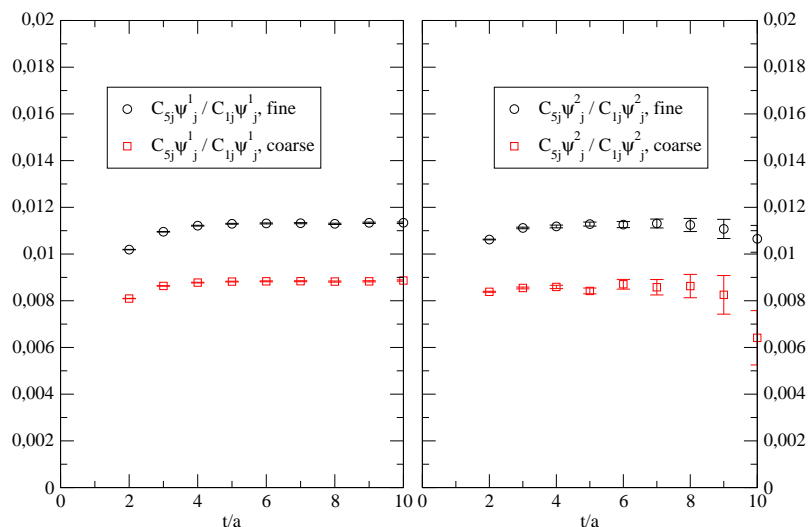 0,02
0,018
0,016
0,014
0,012
0,01
0,008
0,006
0,004
0,002
0
0 2 4 6 8 10
t/a
C5jψ1j / C1jψ1j, fine
C5jψ1j / C1jψ1j, coarse
0,02
0,018
0,016
0,014
0,012
0,01
0,008
0,006
0,004
0,002
0
0 2 4 6 8 10
t/a
C5jψ2j / C1jψ2j, fine
C5jψ2j / C1jψ2j, coarse